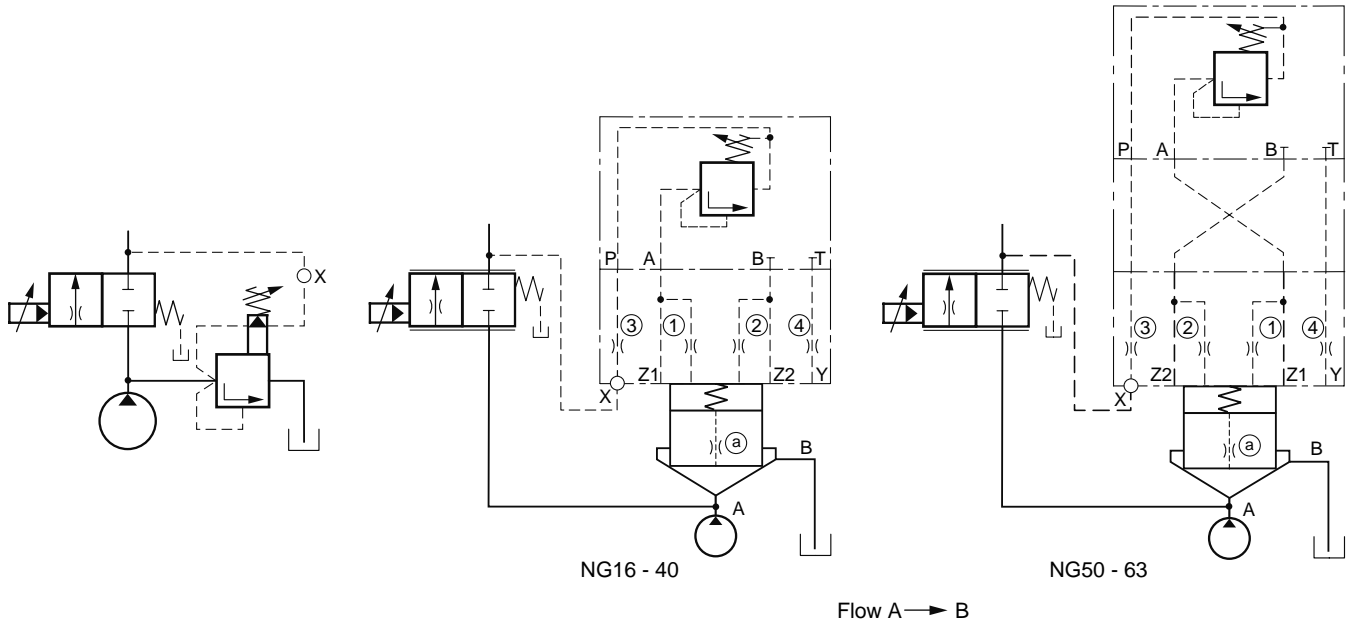 X
P A B T
3 1 2 4
X Z1 Z2 Y
a
B
A
NG16 - 40
P A B T
3 2 1 4
X Z2 Z1 Y
a
B
A
NG50 - 63
Flow A B